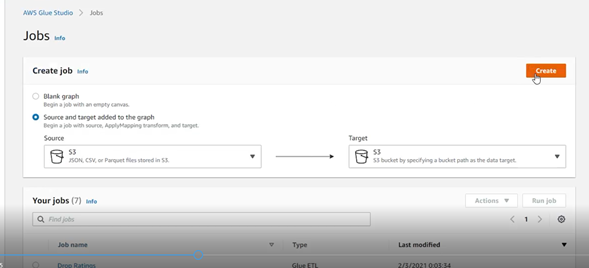 AWS Glue Studio > Jobs
Jobs Info
Create job Info
Create
Blank graph
Begin a job with an empty canvas.
Source and target added to the graph
Begin a job with source, ApplyMapping transform, and target.
Source
Target
S3
JSON, CSV, or Parquet files stored in S3.
S3
S3 bucket by specifying a bucket path as the data target.
Your jobs (7) Info
Actions
Run job
Find jobs
1
Job name
Type
Last modified
Drop Ratings
Glue ETL
2/3/2021 0:03:34